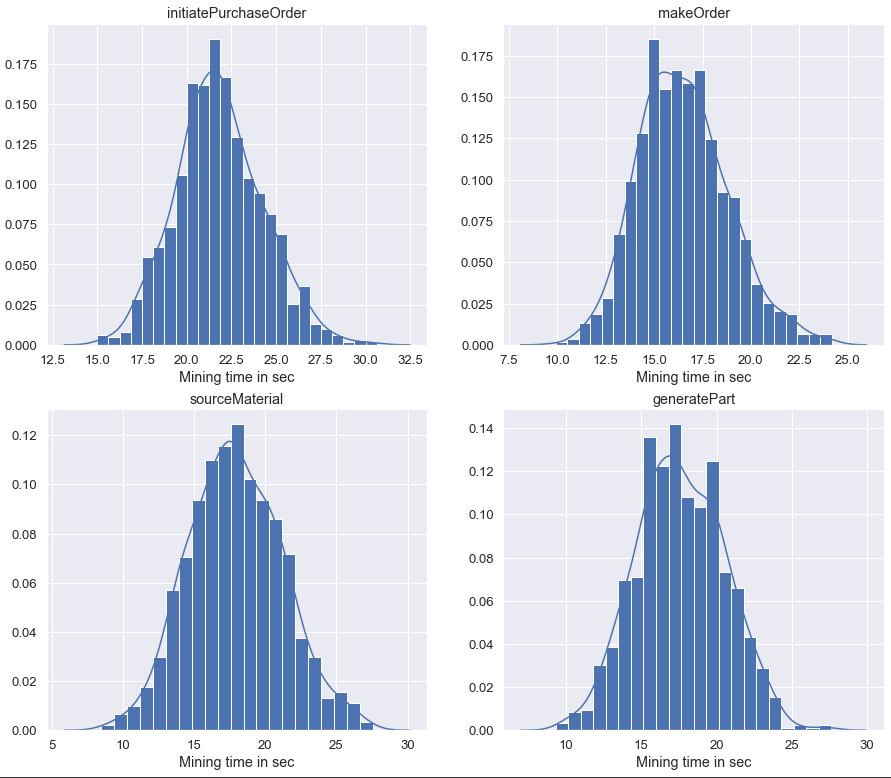 initiatePurchaseOrder
0.175
0.150
0.125
0.100
0.075
0.050
0.025
0.000
12.5 15.0 17.5 20.0 22.5 25.0 27.5 30.0 32.5
Mining time in sec
makeOrder
0.175
0.150
0.125
0.100
0.075
0.050
0.025
0.000
7.5 10.0 12.5 15.0 17.5 20.0 22.5 25.0
Mining time in sec
sourceMaterial
0.12
0.10
0.08
0.06
0.04
0.02
0.00
5 10 15 20 25 30
Mining time in sec
generatePart
0.14
0.12
0.10
0.08
0.06
0.04
0.02
0.00
10 15 20 25 30
Mining time in sec